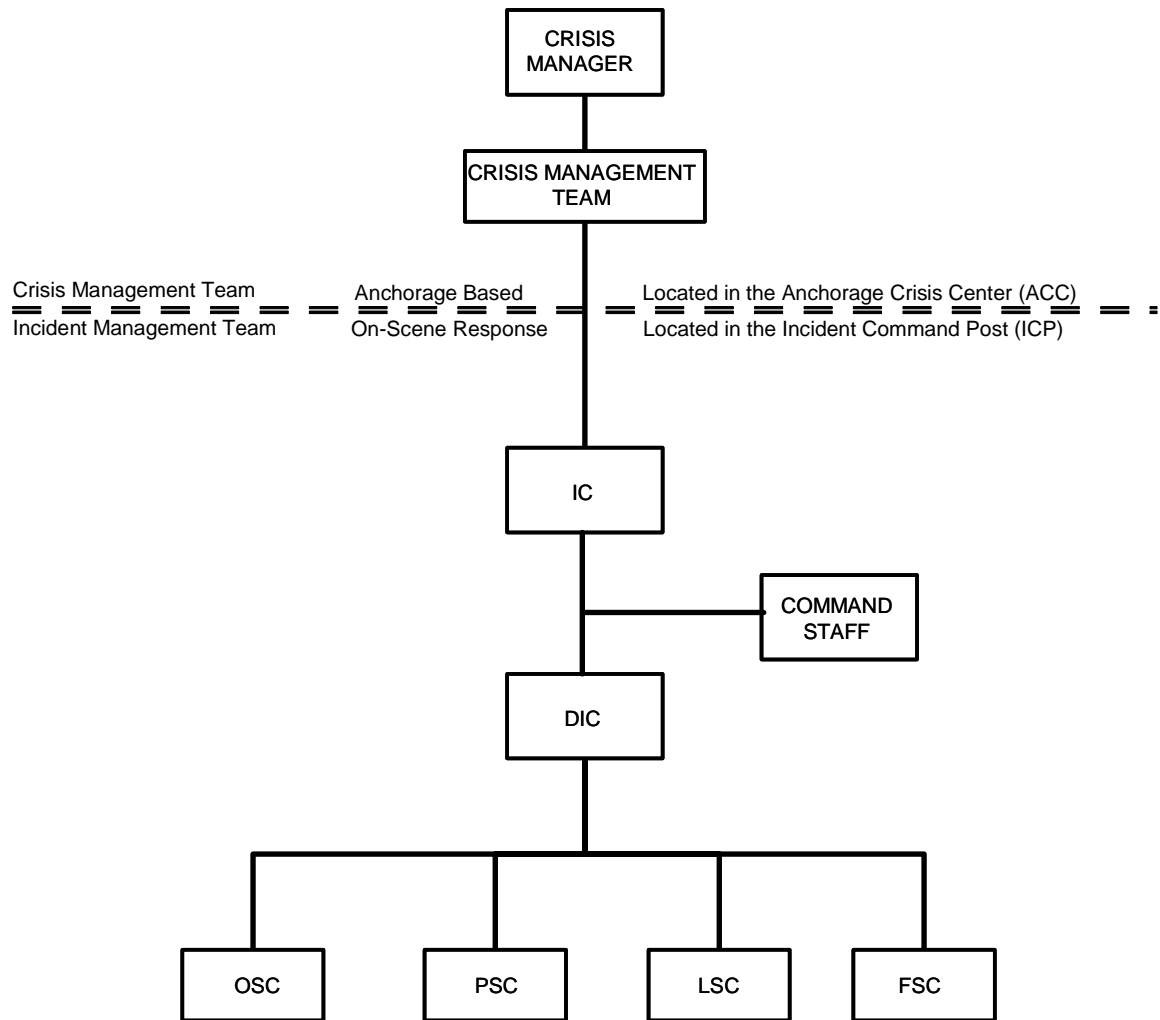 CRISIS
MANAGER
CRISIS MANAGEMENT
TEAM
Crisis Management Team Anchorage Based Located in the Anchorage Crisis Center (ACC)
Incident Management Team On-Scene Response Located in the Incident Command Post (ICP)
IC
COMMAND
STAFF
DIC
OSC PSC LSC FSC